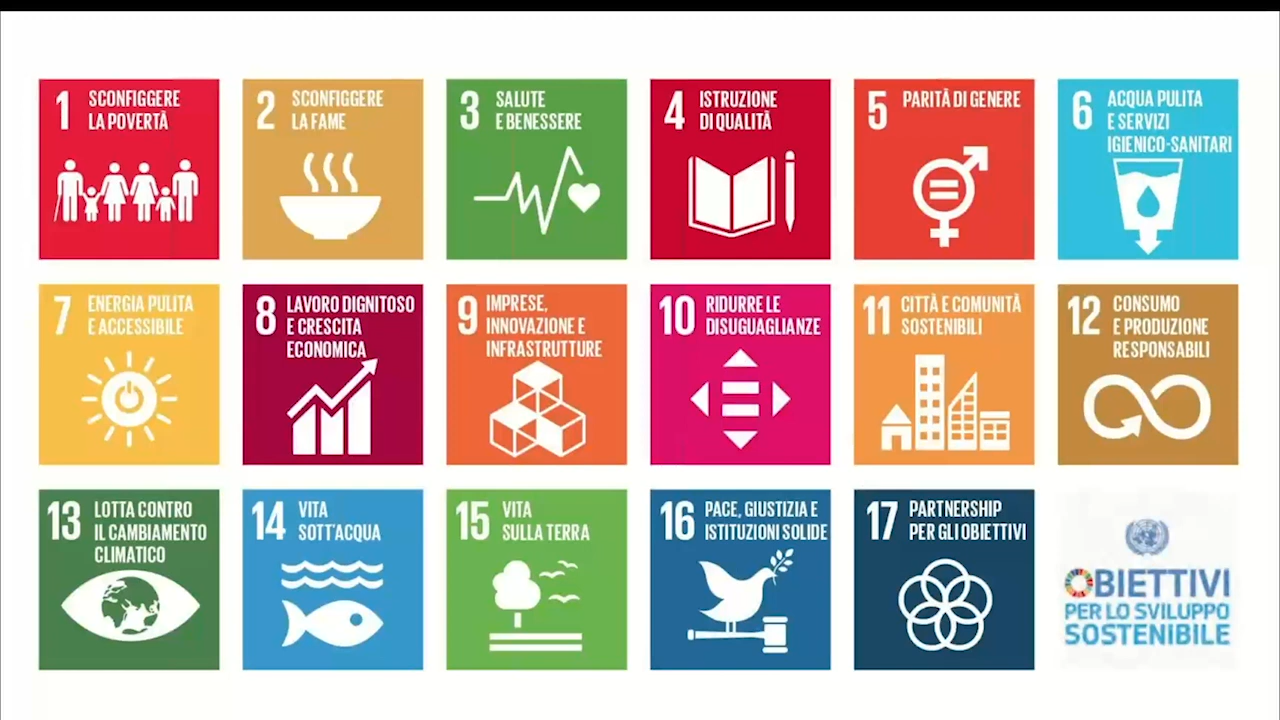 1 SCONFIGGERE
LA POVERTÀ
2 SCONFIGGERE
LA FAME
3 SALUTE
E BENESSERE
4 ISTRUZIONE
DI QUALITÀ
5 PARITÀ DI GENERE
6 ACQUA PULITA
E SERVIZI
IGIENICO-SANITARI
7 ENERGIA PULITA
E ACCESSIBILE
8 LAVORO DIGNITOSO
E CRESCITA
ECONOMICA
9 IMPRESE,
INNOVAZIONE E
INFRASTRUTTURE
10 RIDURRE LE
DISUGUAGLIANZE
11 CITTÀ E COMUNITÀ
SOSTENIBILI
12 CONSUMO
E PRODUZIONE
RESPONSABILI
13 LOTTA CONTRO
IL CAMBIAMENTO
CLIMATICO
14 VITA
SOTT'ACQUA
15 VITA
SULLA TERRA
16 PACE, GIUSTIZIA E
ISTITUZIONI SOLIDE
17 PARTNERSHIP
PER GLI OBIETTIVI
OBIETTIVI
PER LO SVILUPPO
SOSTENIBILE